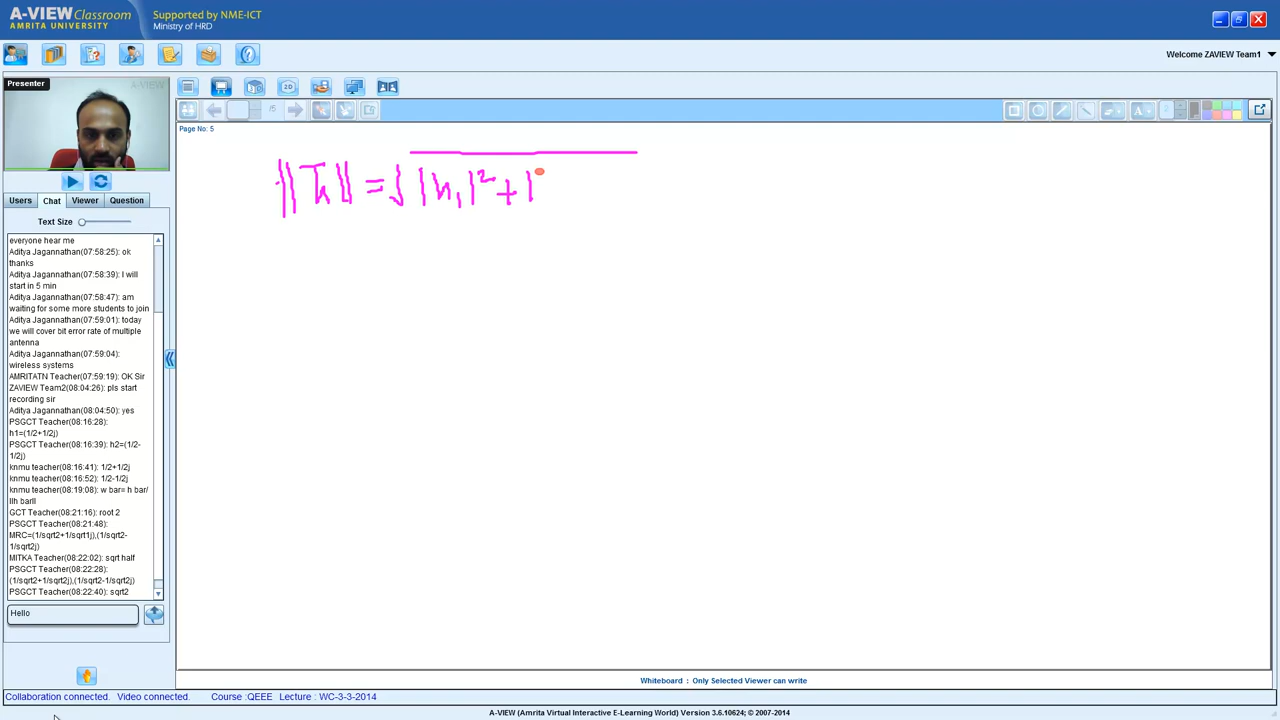 A-VIEW Classroom
AMRITA UNIVERSITY
Supported by NME-ICT
Ministry of HRD
Welcome ZAVIEW Team1
Presenter
A-VIEW
/5
Page No: 5
Users Chat Viewer Question
Text Size
everyone hear me
Aditya Jagannathan(07:58:25): ok
thanks
Aditya Jagannathan(07:58:39): I will
start in 5 min
Aditya Jagannathan(07:58:47): am
waiting for some more students to join
Aditya Jagannathan(07:59:01): today
we will cover bit error rate of multiple
antenna
Aditya Jagannathan(07:59:04):
wireless systems
AMRITATN Teacher(07:59:19): OK Sir
ZAVIEW Team2(08:04:26): pls start
recording sir
Aditya Jagannathan(08:04:50): yes
PSGCT Teacher(08:16:28):
h1=(1/2+1/2j)
PSGCT Teacher(08:16:39): h2=(1/2-
1/2j)
knmu teacher(08:16:41): 1/2+1/2j
knmu teacher(08:16:52): 1/2-1/2j
knmu teacher(08:19:08): w bar= h bar/
llh barll
GCT Teacher(08:21:16): root 2
PSGCT Teacher(08:21:48):
MRC=(1/sqrt2+1/sqrt1j),(1/sqrt2-
1/sqrt2j)
MITKA Teacher(08:22:02): sqrt half
PSGCT Teacher(08:22:28):
(1/sqrt2+1/sqrt2j),(1/sqrt2-1/sqrt2j)
PSGCT Teacher(08:22:40): sqrt2
Hello
||h̄|| = √|h₁|² + |
Whiteboard : Only Selected Viewer can write
Collaboration connected. Video connected. Course :QEEE Lecture : WC-3-3-2014
A-VIEW (Amrita Virtual Interactive E-Learning World) Version 3.6.10624; © 2007-2014